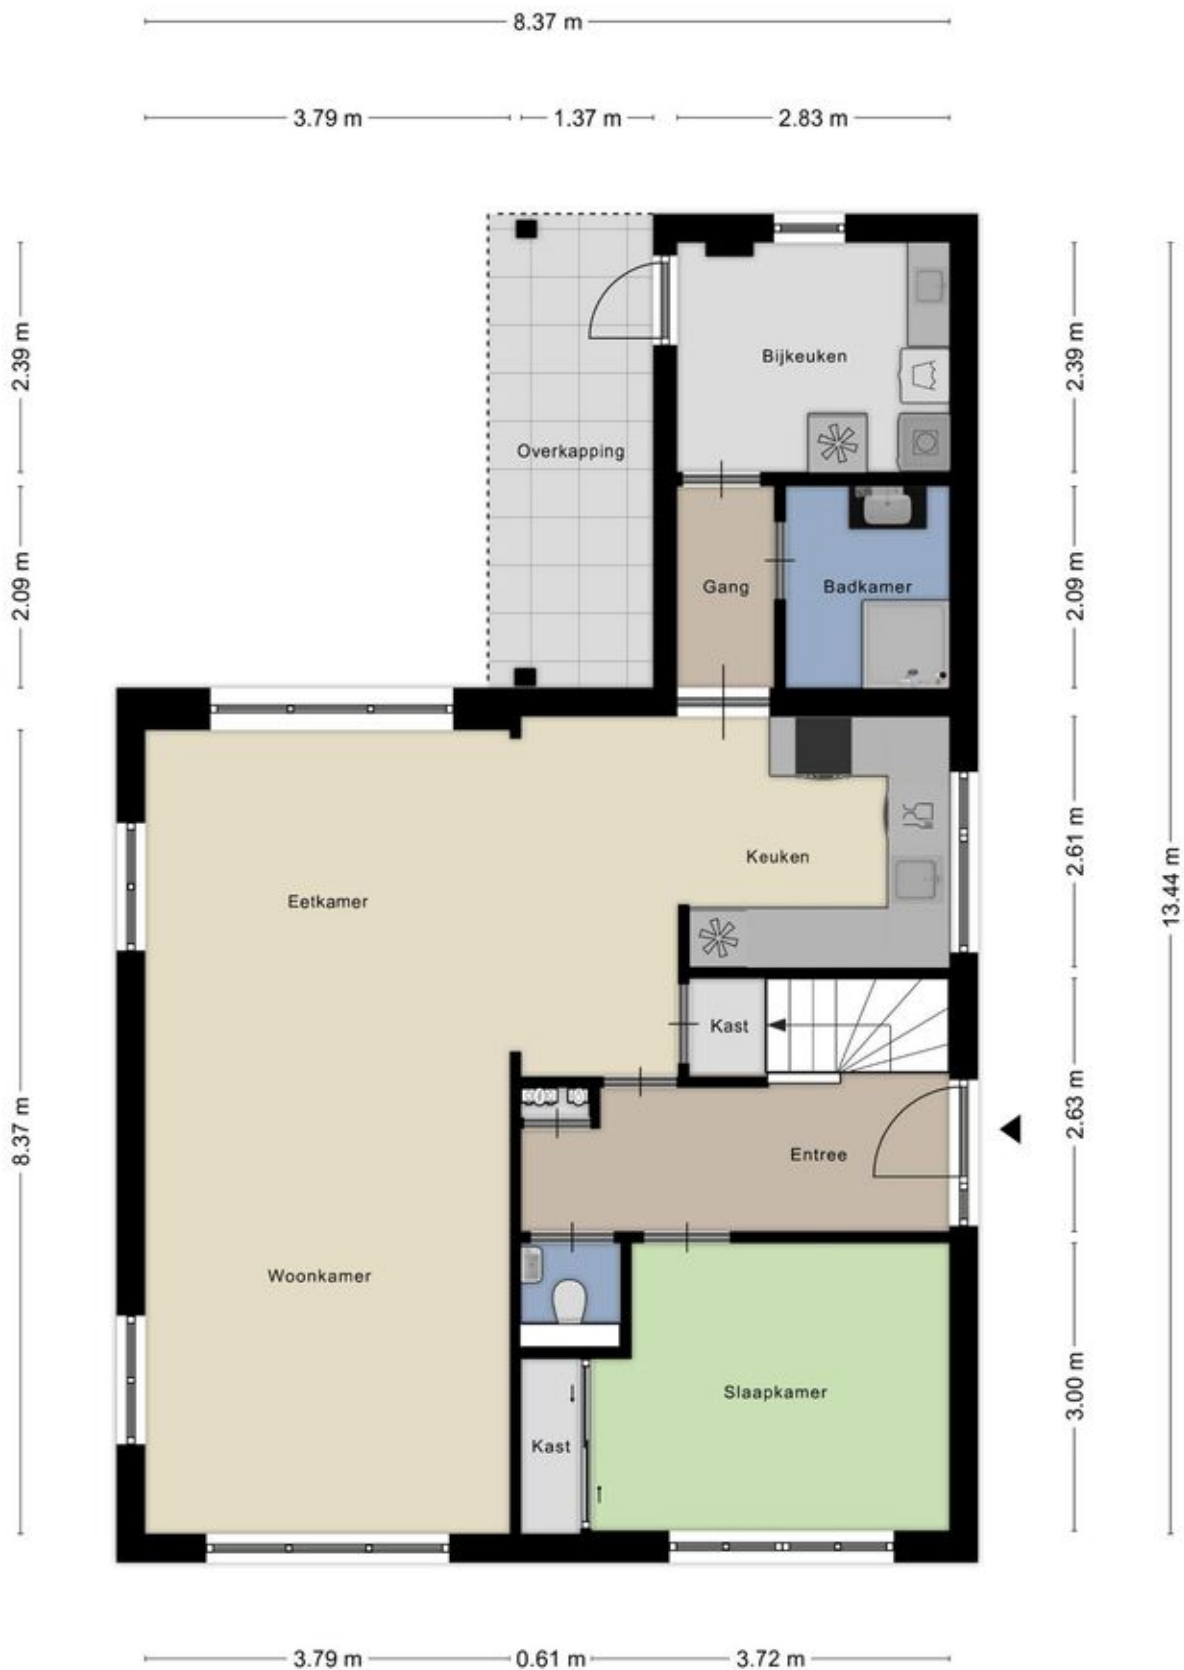 8.37 m
3.79 m
1.37 m
2.83 m
2.39 m
2.39 m
Bijkeuken
Overkapping
2.09 m
Gang
Badkamer
2.09 m
2.61 m
Keuken
13.44 m
Eetkamer
Kast
8.37 m
2.63 m
Entree
Woonkamer
Slaapkamer
3.00 m
Kast
3.79 m
0.61 m
3.72 m